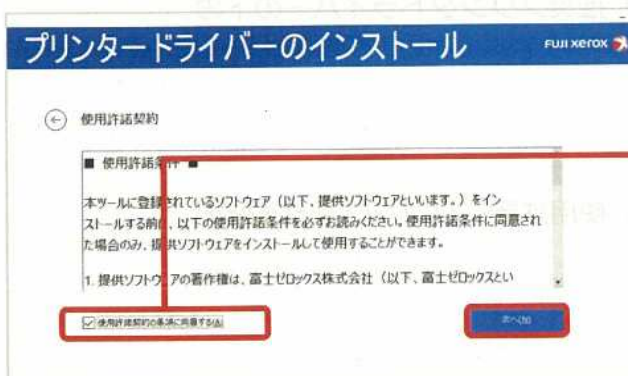 プリンタードライバーのインストール
FUJI xerox
使用許諾契約
■ 使用許諾条件 ■
本ツールに登録されているソフトウェア（以下、提供ソフトウェアといいます。）をイン
ストールする前に、以下の使用許諾条件を必ずお読みください。使用許諾条件に同意され
た場合のみ、提供ソフトウェアをインストールして使用することができます。
1. 提供ソフトウェアの著作権は、富士ゼロックス株式会社（以下、富士ゼロックスとい
使用許諾契約の条項に同意する(A)
次へ(N)